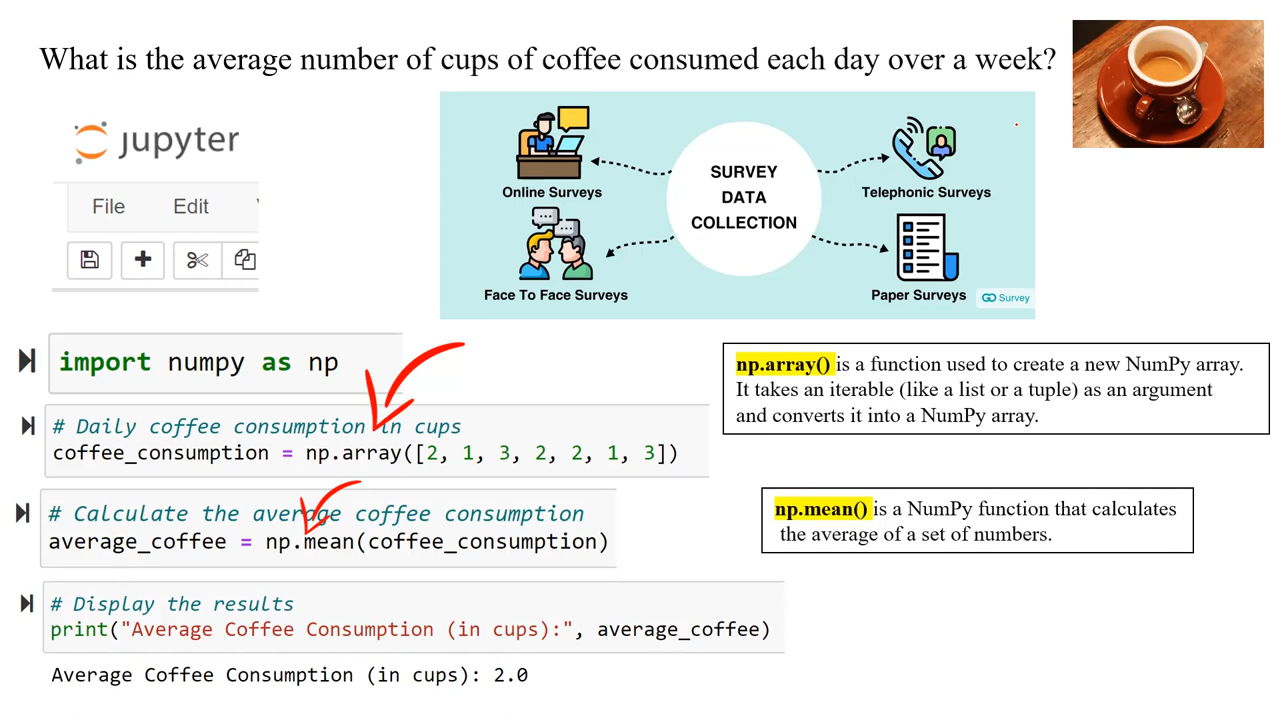 What is the average number of cups of coffee consumed each day over a week?
jupyter
File Edit
SURVEY
DATA
COLLECTION
Online Surveys
Telephonic Surveys
Face To Face Surveys
Paper Surveys
GO Survey
import numpy as np
# Daily coffee consumption in cups
coffee_consumption = np.array([2, 1, 3, 2, 2, 1, 3])
np.array() is a function used to create a new NumPy array.
It takes an iterable (like a list or a tuple) as an argument
and converts it into a NumPy array.
# Calculate the average coffee consumption
average_coffee = np.mean(coffee_consumption)
np.mean() is a NumPy function that calculates
the average of a set of numbers.
# Display the results
print("Average Coffee Consumption (in cups):", average_coffee)
Average Coffee Consumption (in cups): 2.0